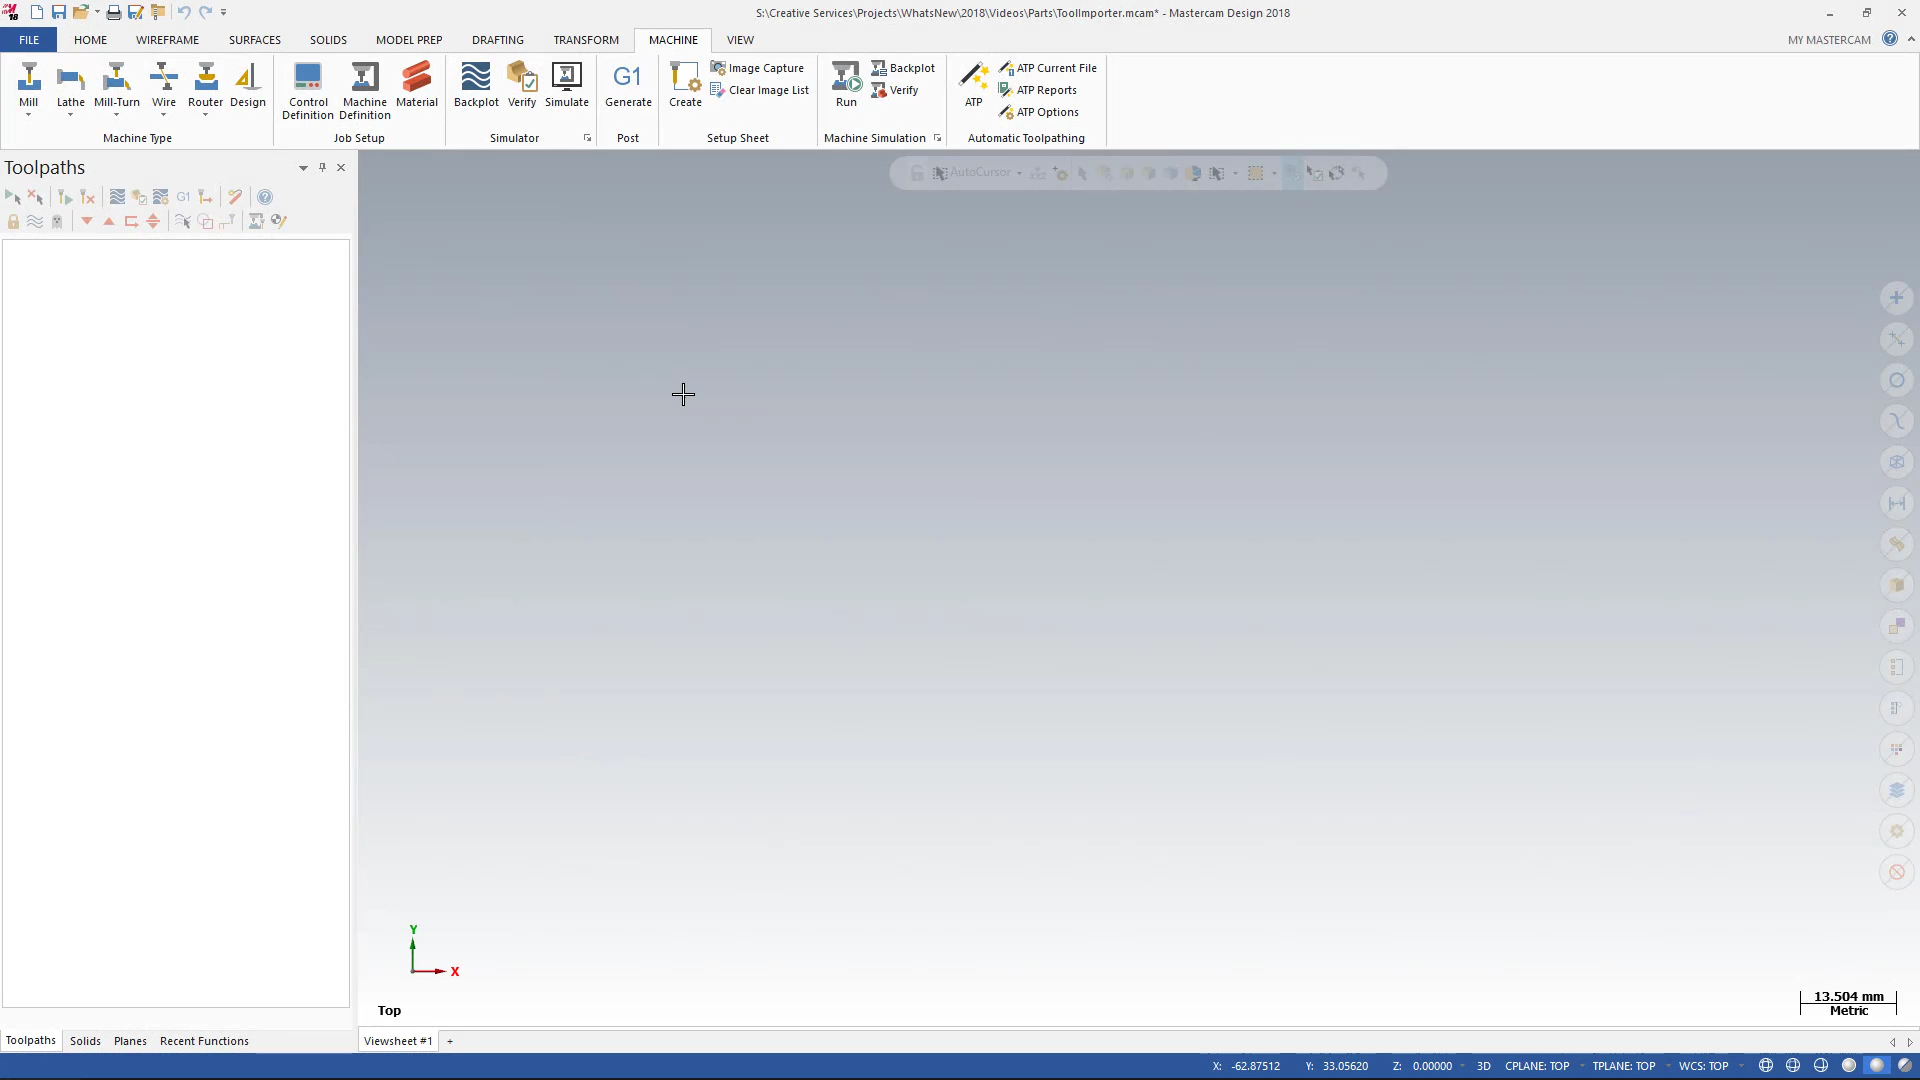 S:\Creative Services\Projects\WhatsNew\2018\Videos\Parts\ToolImporter.mcam* - Mastercam Design 2018
FILE HOME WIREFRAME SURFACES SOLIDS MODEL PREP DRAFTING TRANSFORM MACHINE VIEW MY MASTERCAM
Mill Lathe Mill-Turn Wire Router Design
Machine Type
Control Definition Machine Definition Material
Job Setup
Backplot Verify Simulate
Simulator
G1
Generate
Post
Create
Image Capture
Clear Image List
Setup Sheet
Run
Backplot
Verify
Machine Simulation
ATP
ATP Current File
ATP Reports
ATP Options
Automatic Toolpathing
Toolpaths
G1
AutoCursor
Y
X
Top
13.504 mm
Metric
Toolpaths Solids Planes Recent Functions
Viewsheet #1 +
X: -62.87512 Y: 33.05620 Z: 0.00000 3D CPLANE: TOP TPLANE: TOP WCS: TOP